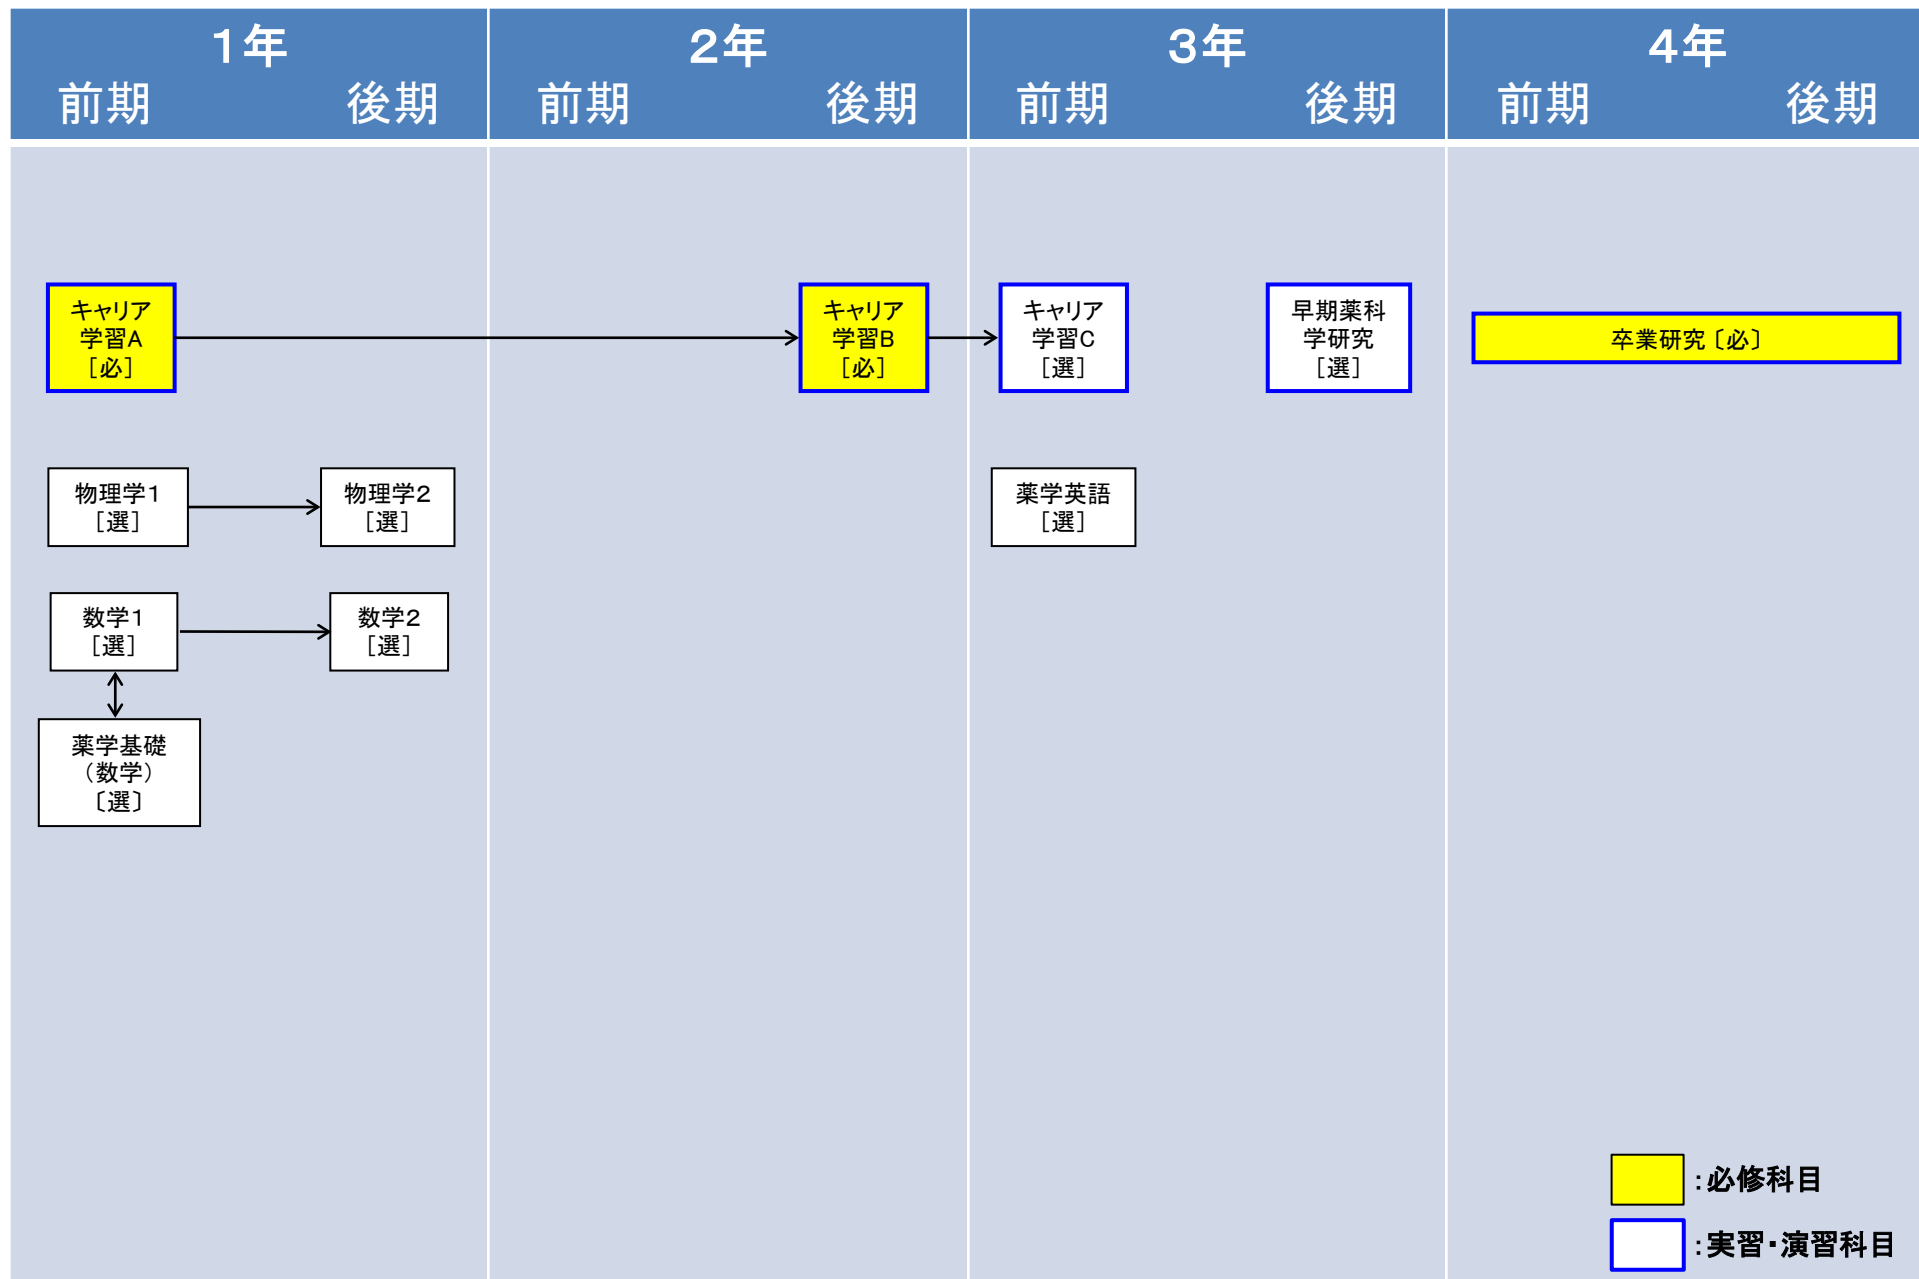 １年
２年
３年
４年
前期
後期
前期
後期
前期
後期
前期
後期
キャリア
学習A
［必］
キャリア
学習B
［必］
キャリア
学習C
［選］
早期薬科
学研究
［選］
卒業研究〔必〕
物理学1
［選］
物理学2
［選］
薬学英語
［選］
数学1
［選］
数学2
［選］
薬学基礎
（数学）
〔選〕
：必修科目
：実習・演習科目